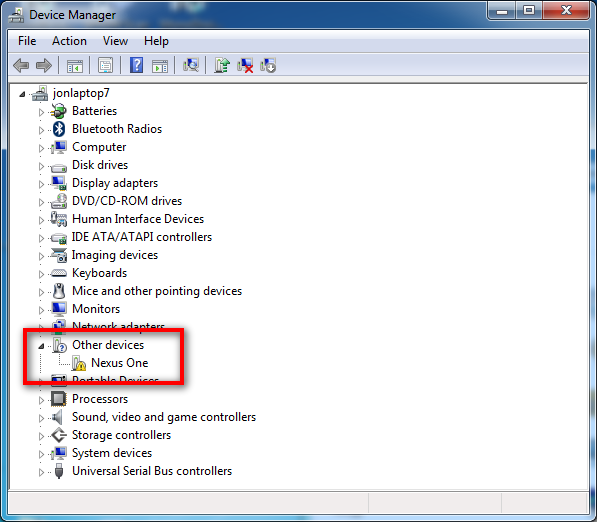 Device Manager
File Action View Help
jonlaptop7
Batteries
Bluetooth Radios
Computer
Disk drives
Display adapters
DVD/CD-ROM drives
Human Interface Devices
IDE ATA/ATAPI controllers
Imaging devices
Keyboards
Mice and other pointing devices
Monitors
Network adapters
Other devices
Nexus One
Portable Devices
Processors
Sound, video and game controllers
Storage controllers
System devices
Universal Serial Bus controllers